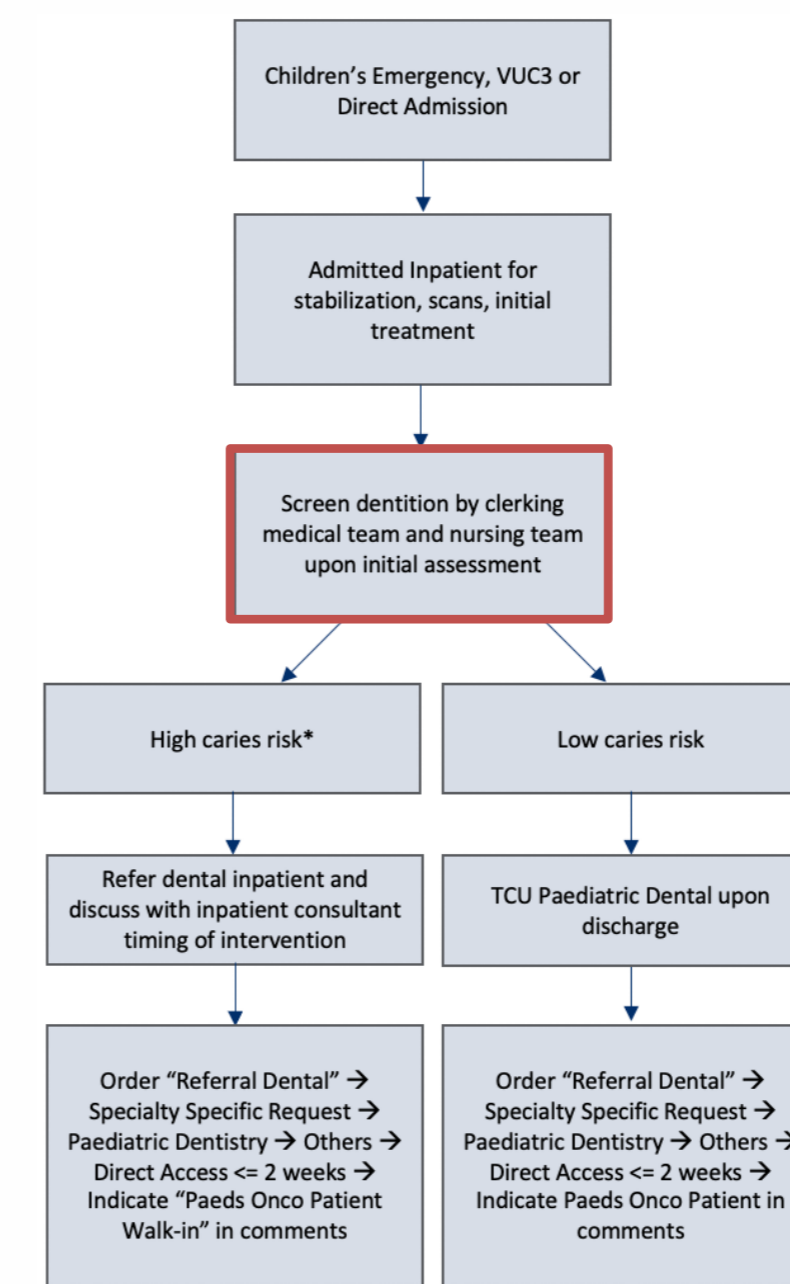 Children's Emergency, VUC3 or
Direct Admission
Admitted Inpatient for
stabilization, scans, initial
treatment
Screen dentition by clerking
medical team and nursing team
upon initial assessment
High caries risk*
Low caries risk
Refer dental inpatient and
discuss with inpatient consultant
timing of intervention
TCU Paediatric Dental upon
discharge
Order “Referral Dental” →
Specialty Specific Request →
Paediatric Dentistry → Others →
Direct Access <= 2 weeks →
Indicate “Paeds Onco Patient
Walk-in” in comments
Order “Referral Dental” →
Specialty Specific Request →
Paediatric Dentistry → Others →
Direct Access <= 2 weeks →
Indicate Paeds Onco Patient in
comments